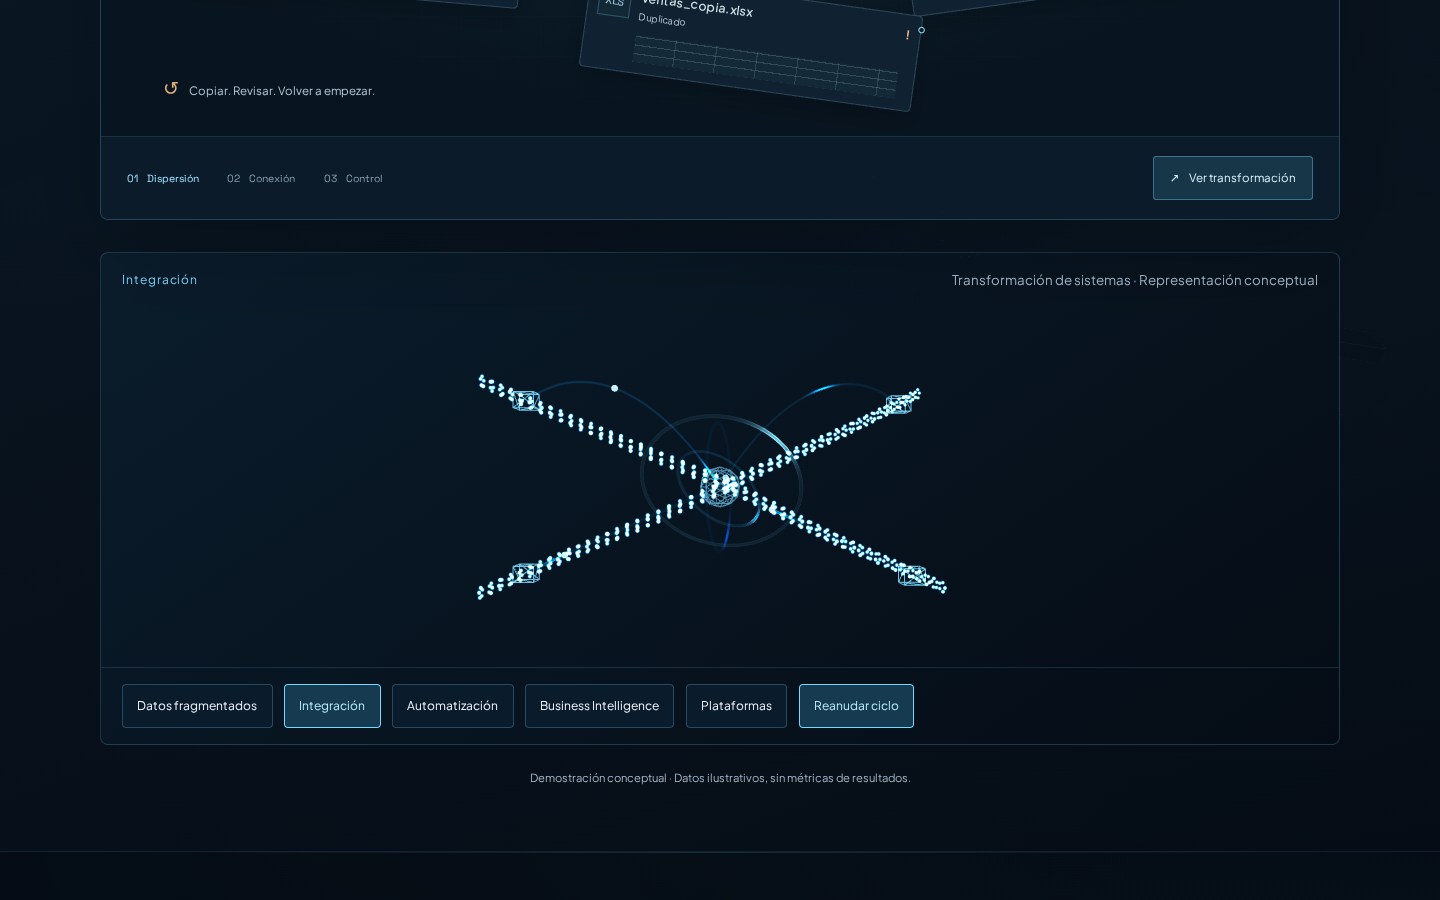 XLS
ventas_copia.xlsx
Duplicado
!
↺ Copiar. Revisar. Volver a empezar.
01 Dispersión 02 Conexión 03 Control
↗ Ver transformación
Integración
Transformación de sistemas · Representación conceptual
Datos fragmentados
Integración
Automatización
Business Intelligence
Plataformas
Reanudar ciclo
Demostración conceptual · Datos ilustrativos, sin métricas de resultados.